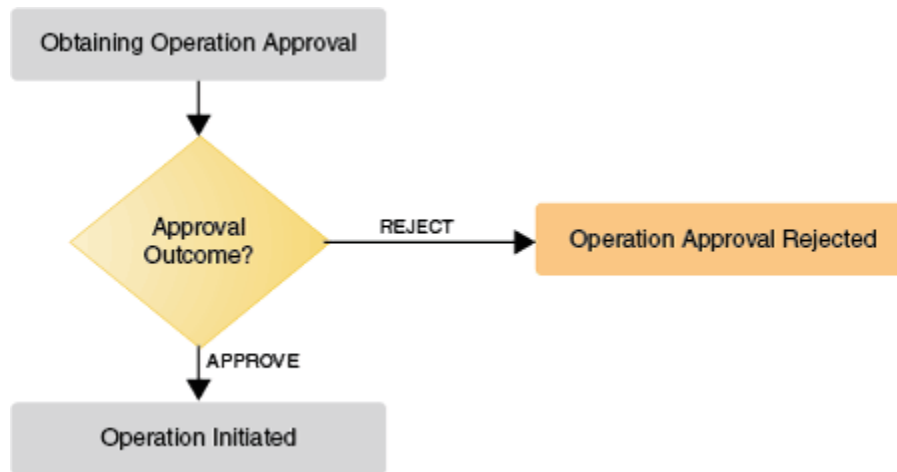 Obtaining Operation Approval
Approval
Outcome?
REJECT
Operation Approval Rejected
APPROVE
Operation Initiated